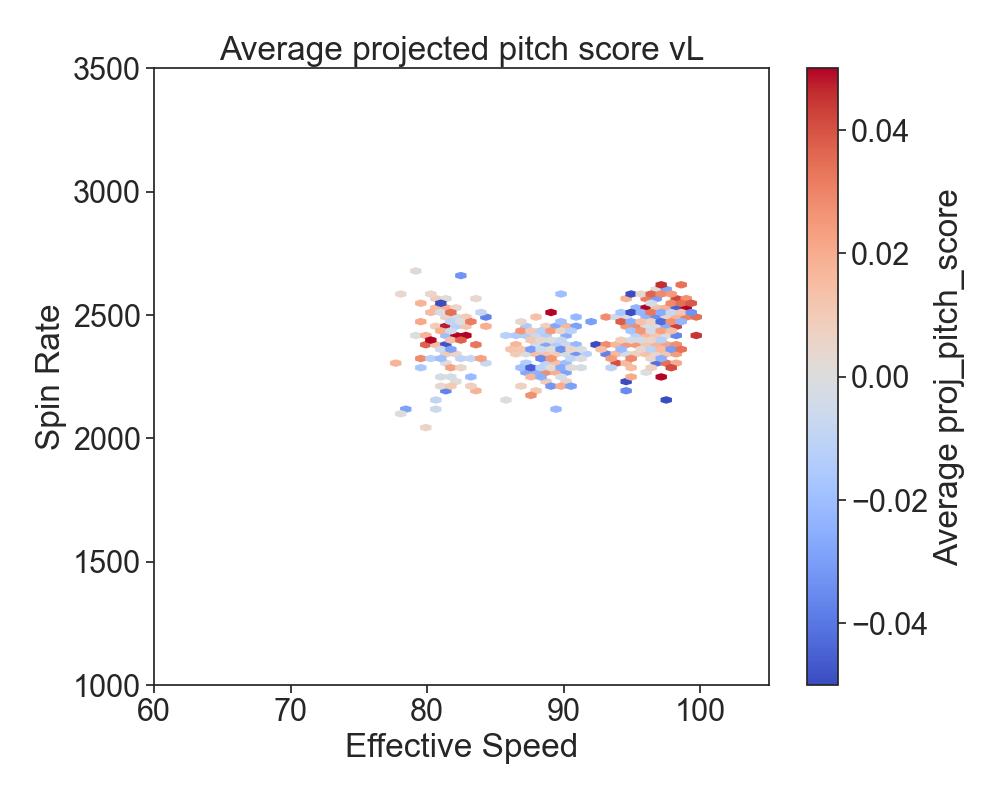 Average projected pitch score vL
3500
3000
2500
2000
1500
1000
Spin Rate
60 70 80 90 100
Effective Speed
0.04
0.02
0.00
−0.02
−0.04
Average proj_pitch_score